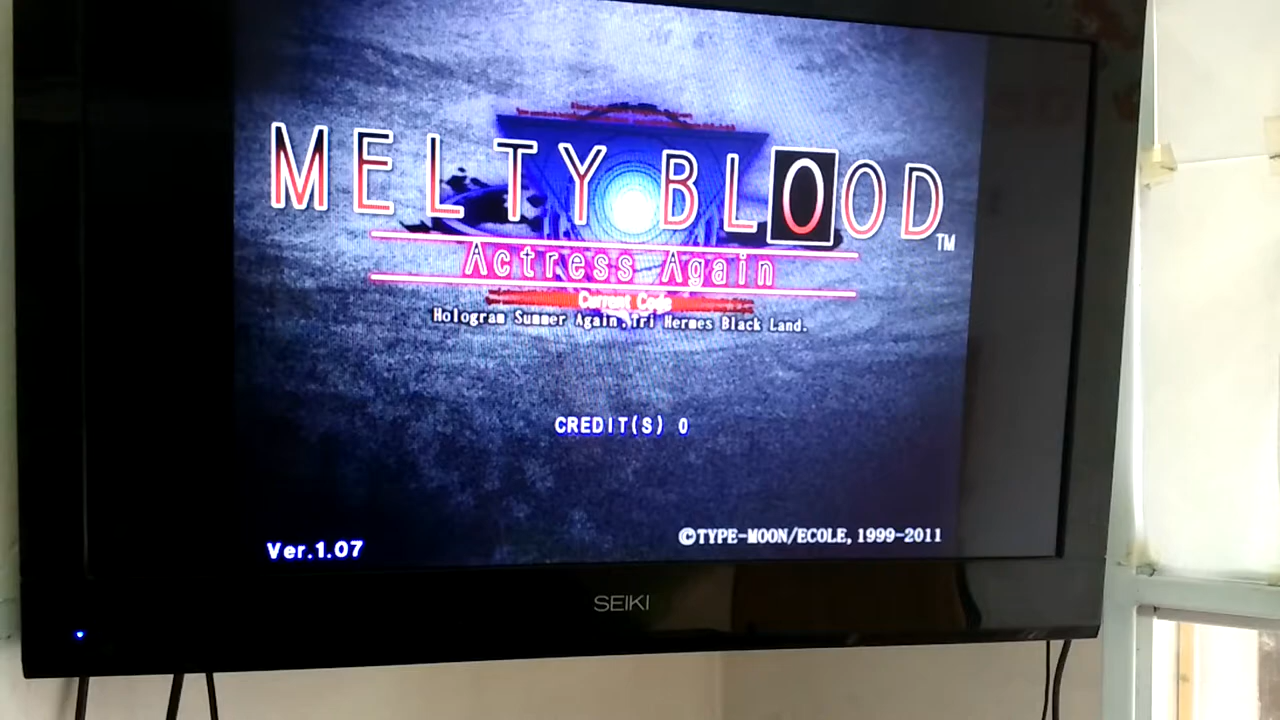 MELTY BLOOD™
Actress Again
Current Code
Hologram Summer Again,Tri Hermes Black Land.
CREDIT(S) 0
Ver.1.07
©TYPE-MOON/ECOLE, 1999-2011
SEIKI